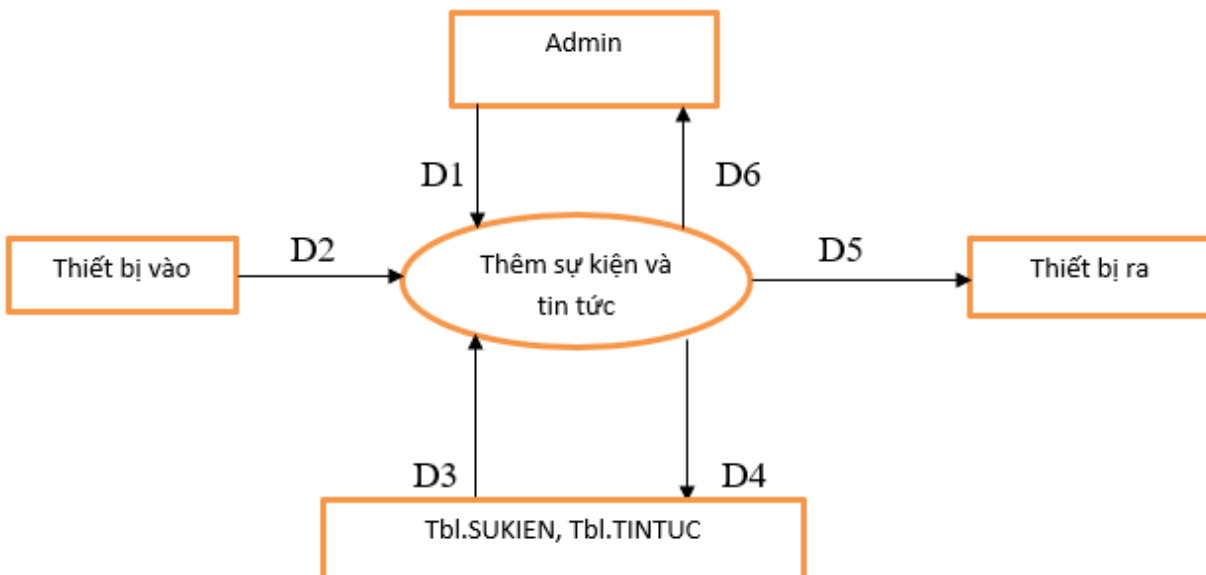 Admin
D1
D6
Thiết bị vào
D2
Thêm sự kiện và
tin tức
D5
Thiết bị ra
D3
D4
Tbl.SUKIEN, Tbl.TINTUC